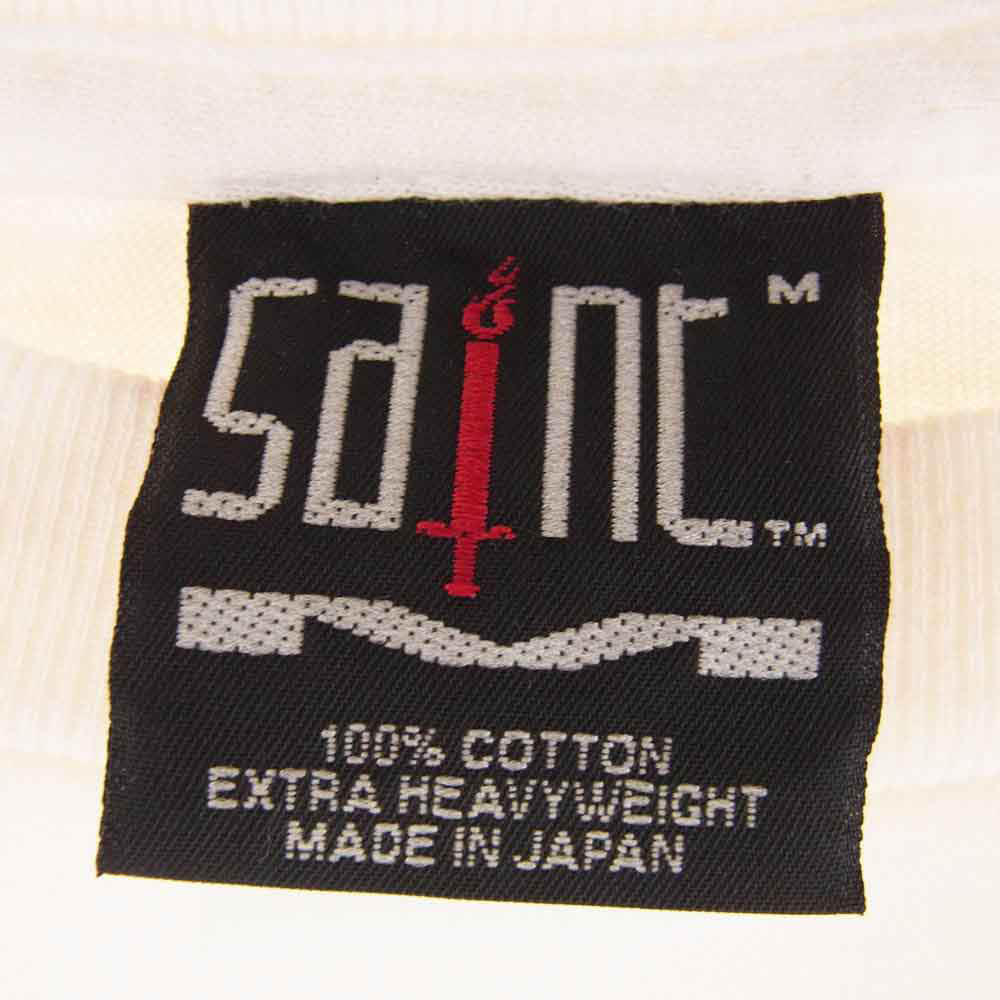 SaINt M
TM
100% COTTON
EXTRA HEAVYWEIGHT
MADE IN JAPAN